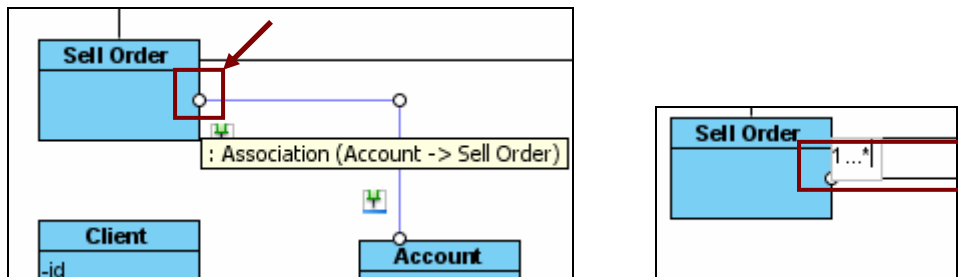 Sell Order
: Association (Account -> Sell Order)
Client
-id
Account
Sell Order
1...*